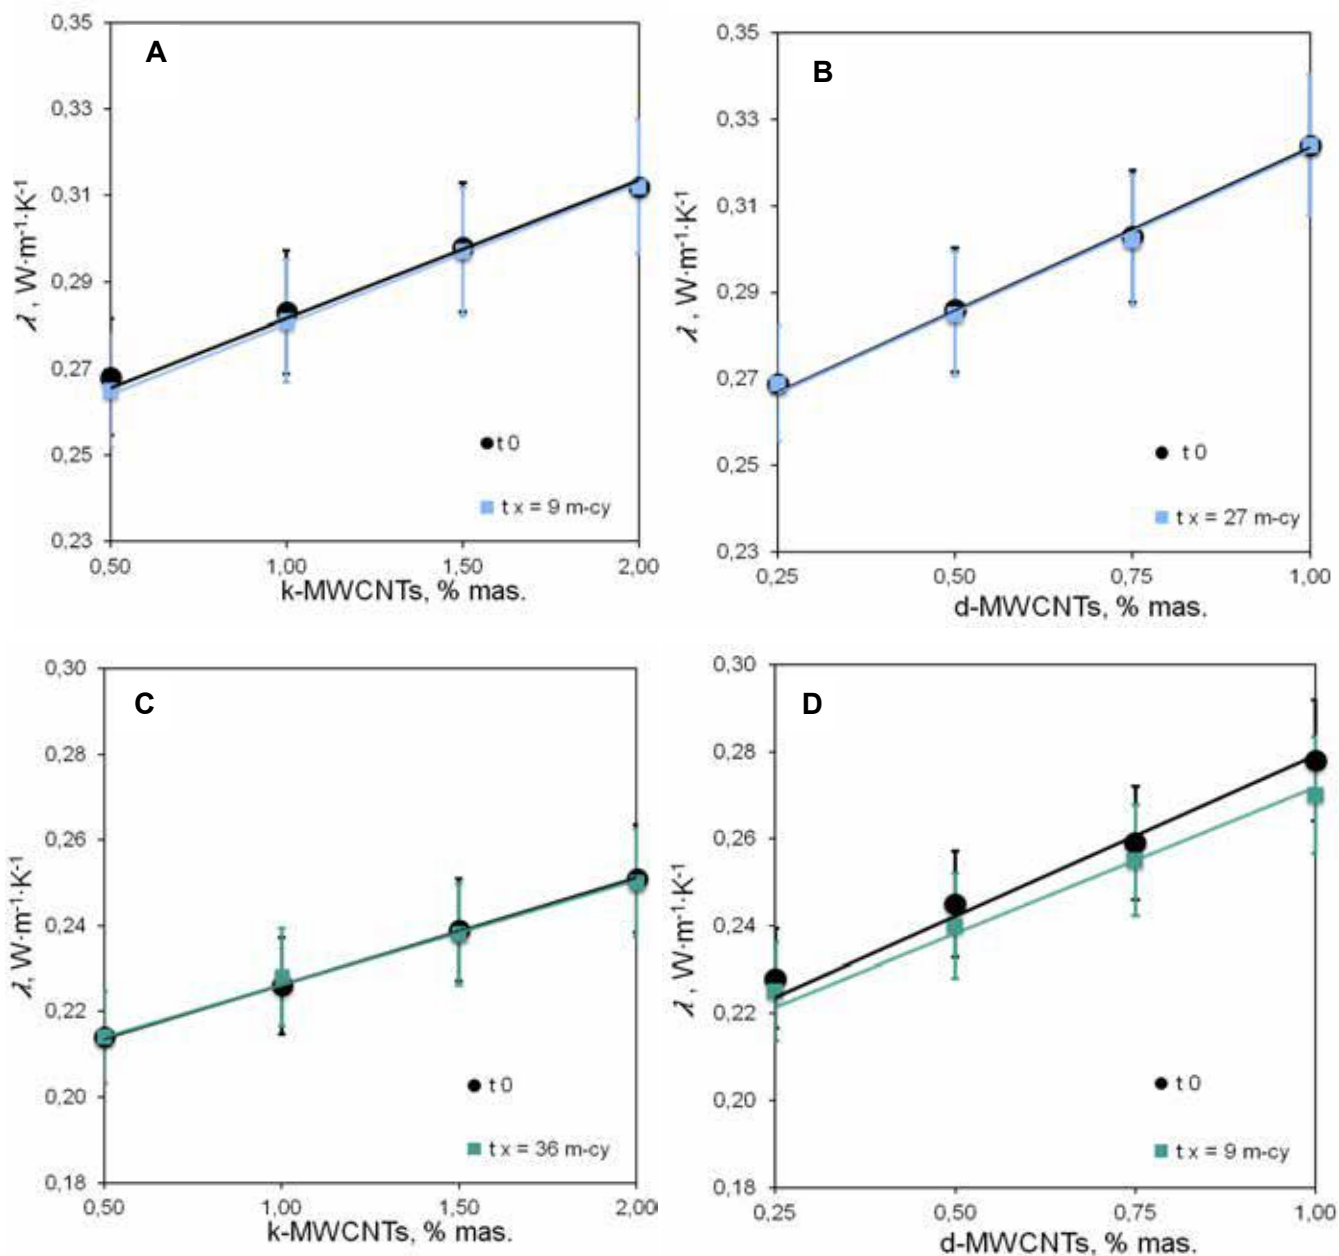 A
0,35
0,33
0,31
0,29
0,27
0,25
0,23
λ , W·m⁻¹·K⁻¹
t 0
t x = 9 m-cy
0,50
1,00
1,50
2,00
k-MWCNTs, % mas.
B
0,35
0,33
0,31
0,29
0,27
0,25
0,23
λ , W·m⁻¹·K⁻¹
t 0
t x = 27 m-cy
0,25
0,50
0,75
1,00
d-MWCNTs, % mas.
C
0,30
0,28
0,26
0,24
0,22
0,20
0,18
λ, W·m⁻¹·K⁻¹
t 0
t x = 36 m-cy
0,50
1,00
1,50
2,00
k-MWCNTs, % mas.
D
0,30
0,28
0,26
0,24
0,22
0,20
0,18
λ , W·m⁻¹·K⁻¹
t 0
t x = 9 m-cy
0,25
0,50
0,75
1,00
d-MWCNTs, % mas.